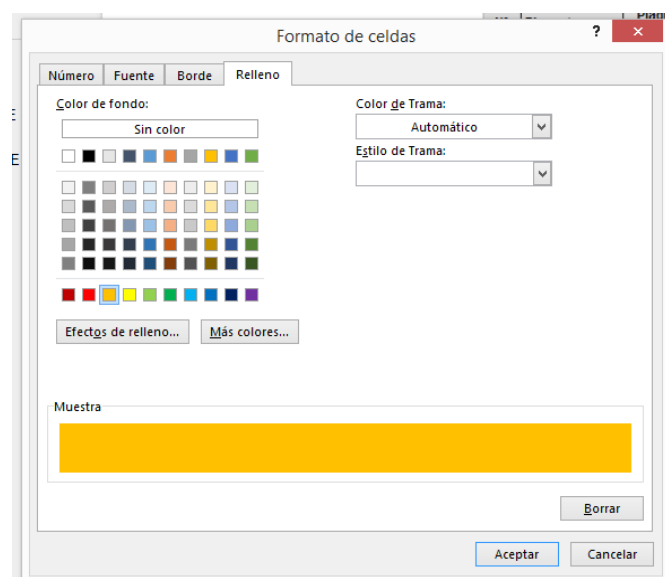 Formato de celdas
?
Número Fuente Borde Relleno
Color de fondo:
Sin color
Color de Trama:
Automático
Estilo de Trama:
Efectos de relleno... Más colores...
Muestra
Borrar
Aceptar Cancelar